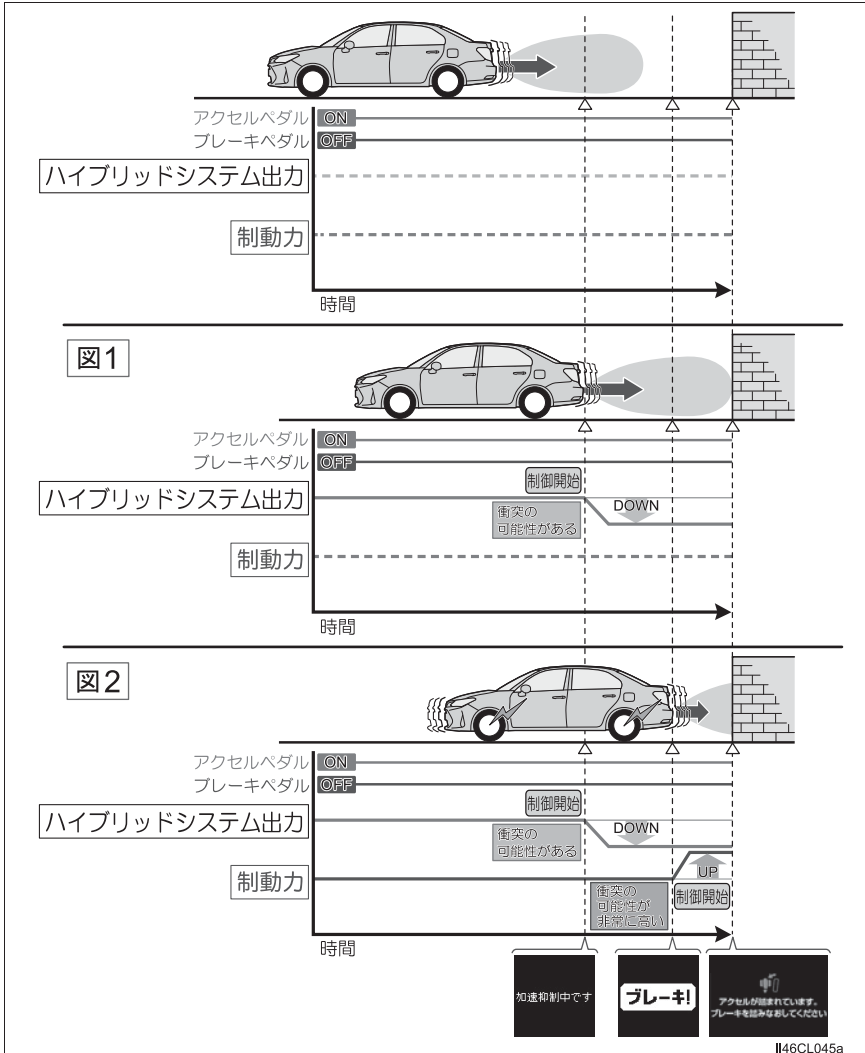 アクセルペダル ON
ブレーキペダル OFF
ハイブリッドシステム出力
制動力
時間
図1
アクセルペダル ON
ブレーキペダル OFF
制御開始
ハイブリッドシステム出力
衝突の
可能性がある
DOWN
制動力
時間
図2
アクセルペダル ON
ブレーキペダル OFF
制御開始
ハイブリッドシステム出力
衝突の
可能性がある
DOWN
UP
制動力
衝突の
可能性が
非常に高い
制御開始
時間
加速抑制中です
ブレーキ!
アクセルが踏まれています。
ブレーキを踏みなおしてください
II46CL045a